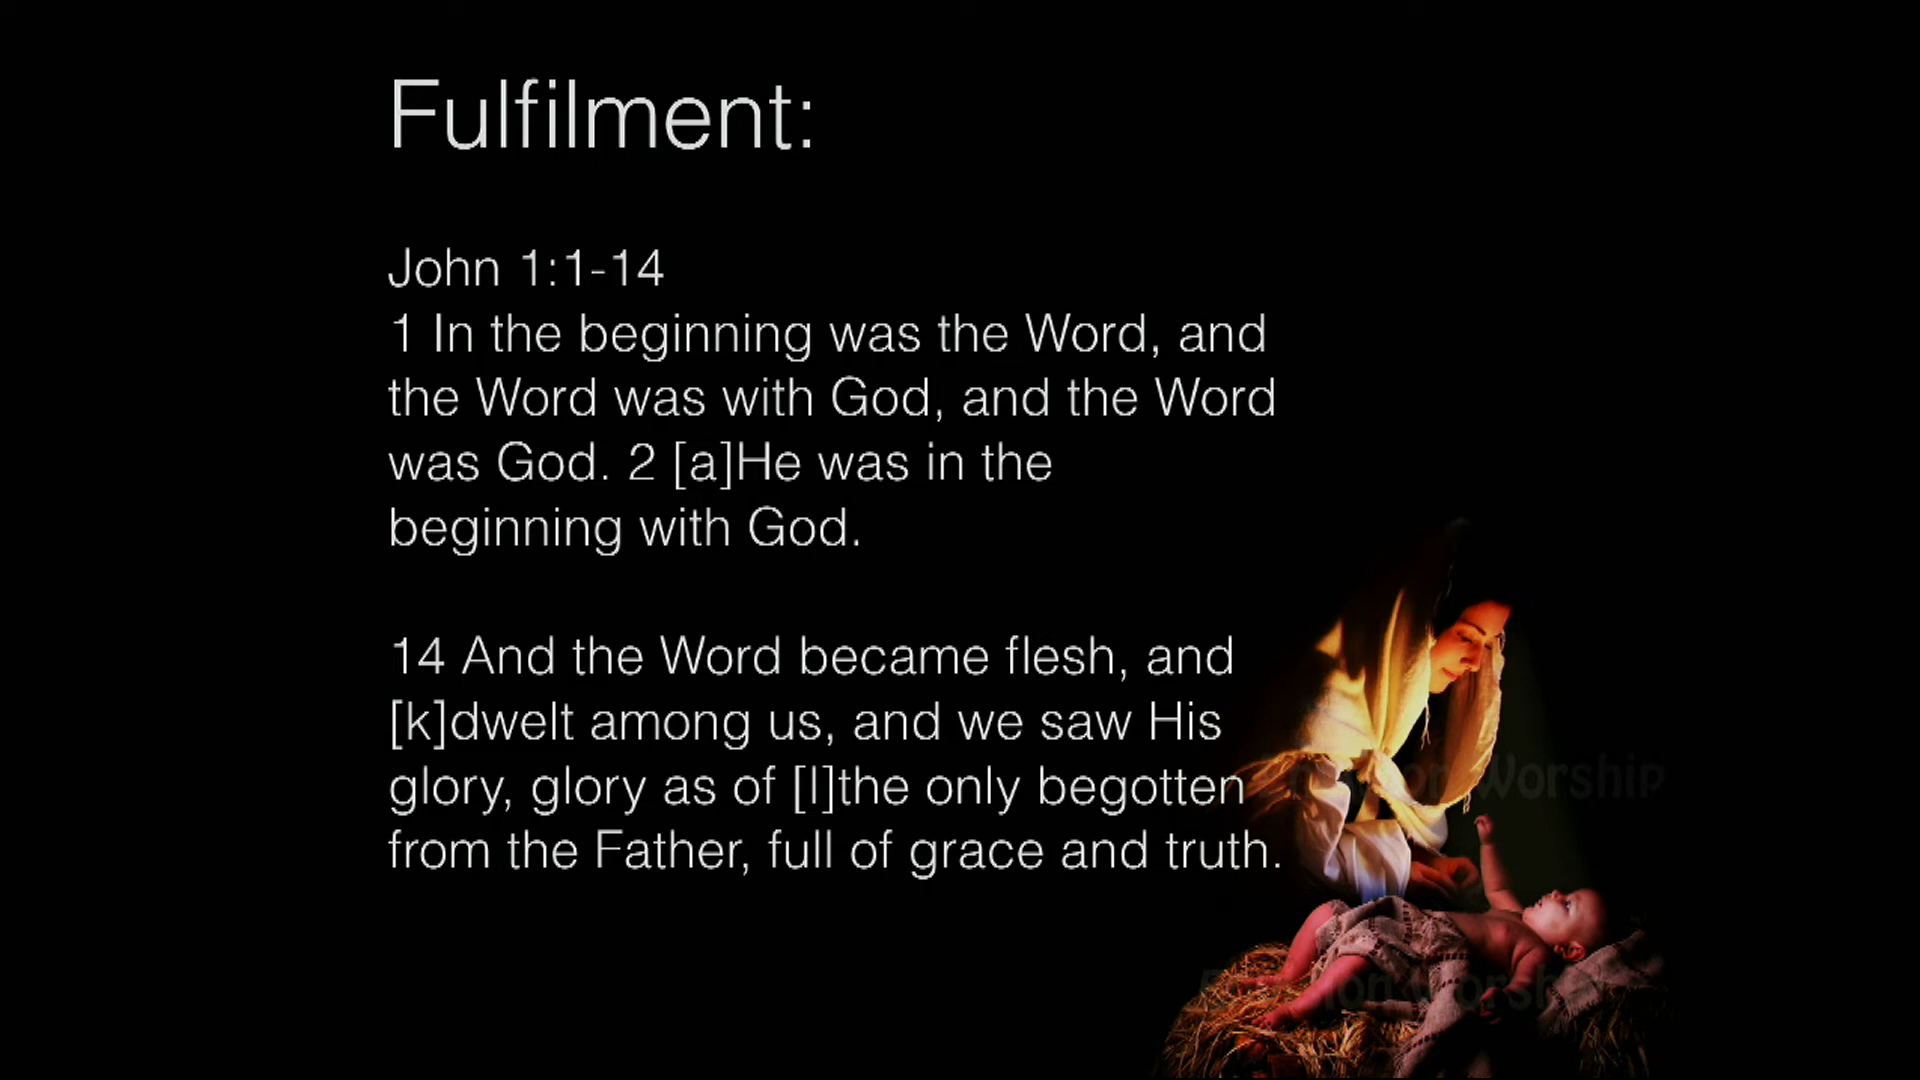 Fulfilment:
John 1:1-14
1 In the beginning was the Word, and
the Word was with God, and the Word
was God. 2 [a]He was in the
beginning with God.
14 And the Word became flesh, and
[k]dwelt among us, and we saw His
glory, glory as of [l]the only begotten
from the Father, full of grace and truth.
Worship